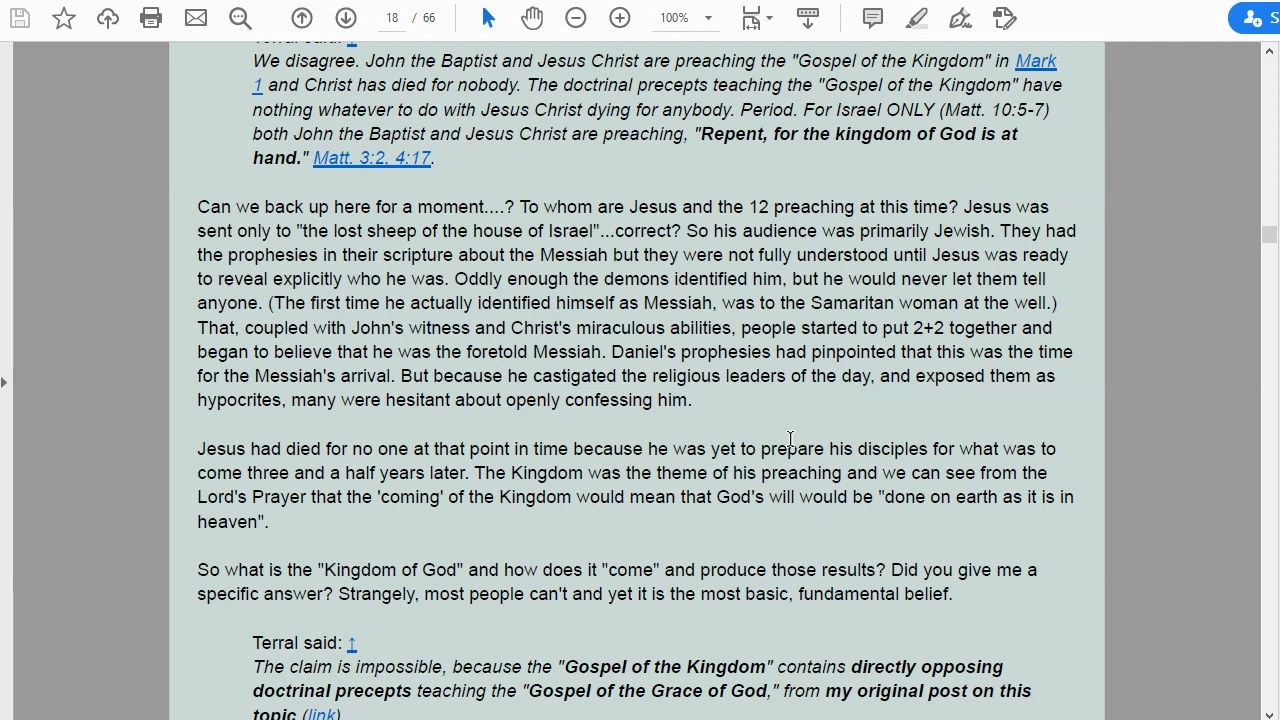 18 / 66
100%
S
Terral said: ↑
We disagree. John the Baptist and Jesus Christ are preaching the "Gospel of the Kingdom" in Mark
1 and Christ has died for nobody. The doctrinal precepts teaching the "Gospel of the Kingdom" have
nothing whatever to do with Jesus Christ dying for anybody. Period. For Israel ONLY (Matt. 10:5-7)
both John the Baptist and Jesus Christ are preaching, "Repent, for the kingdom of God is at
hand." Matt. 3:2, 4:17.
Can we back up here for a moment....? To whom are Jesus and the 12 preaching at this time? Jesus was
sent only to "the lost sheep of the house of Israel"...correct? So his audience was primarily Jewish. They had
the prophesies in their scripture about the Messiah but they were not fully understood until Jesus was ready
to reveal explicitly who he was. Oddly enough the demons identified him, but he would never let them tell
anyone. (The first time he actually identified himself as Messiah, was to the Samaritan woman at the well.)
That, coupled with John's witness and Christ's miraculous abilities, people started to put 2+2 together and
began to believe that he was the foretold Messiah. Daniel's prophesies had pinpointed that this was the time
for the Messiah's arrival. But because he castigated the religious leaders of the day, and exposed them as
hypocrites, many were hesitant about openly confessing him.
Jesus had died for no one at that point in time because he was yet to prepare his disciples for what was to
come three and a half years later. The Kingdom was the theme of his preaching and we can see from the
Lord's Prayer that the 'coming' of the Kingdom would mean that God's will would be "done on earth as it is in
heaven".
So what is the "Kingdom of God" and how does it "come" and produce those results? Did you give me a
specific answer? Strangely, most people can't and yet it is the most basic, fundamental belief.
Terral said: ↑
The claim is impossible, because the "Gospel of the Kingdom" contains directly opposing
doctrinal precepts teaching the "Gospel of the Grace of God," from my original post on this
topic (link)